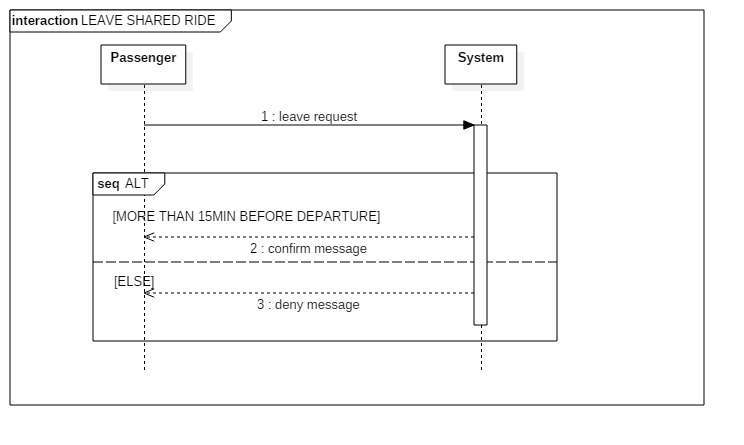 interaction LEAVE SHARED RIDE
Passenger
System
1 : leave request
seq ALT
[MORE THAN 15MIN BEFORE DEPARTURE]
2 : confirm message
[ELSE]
3 : deny message